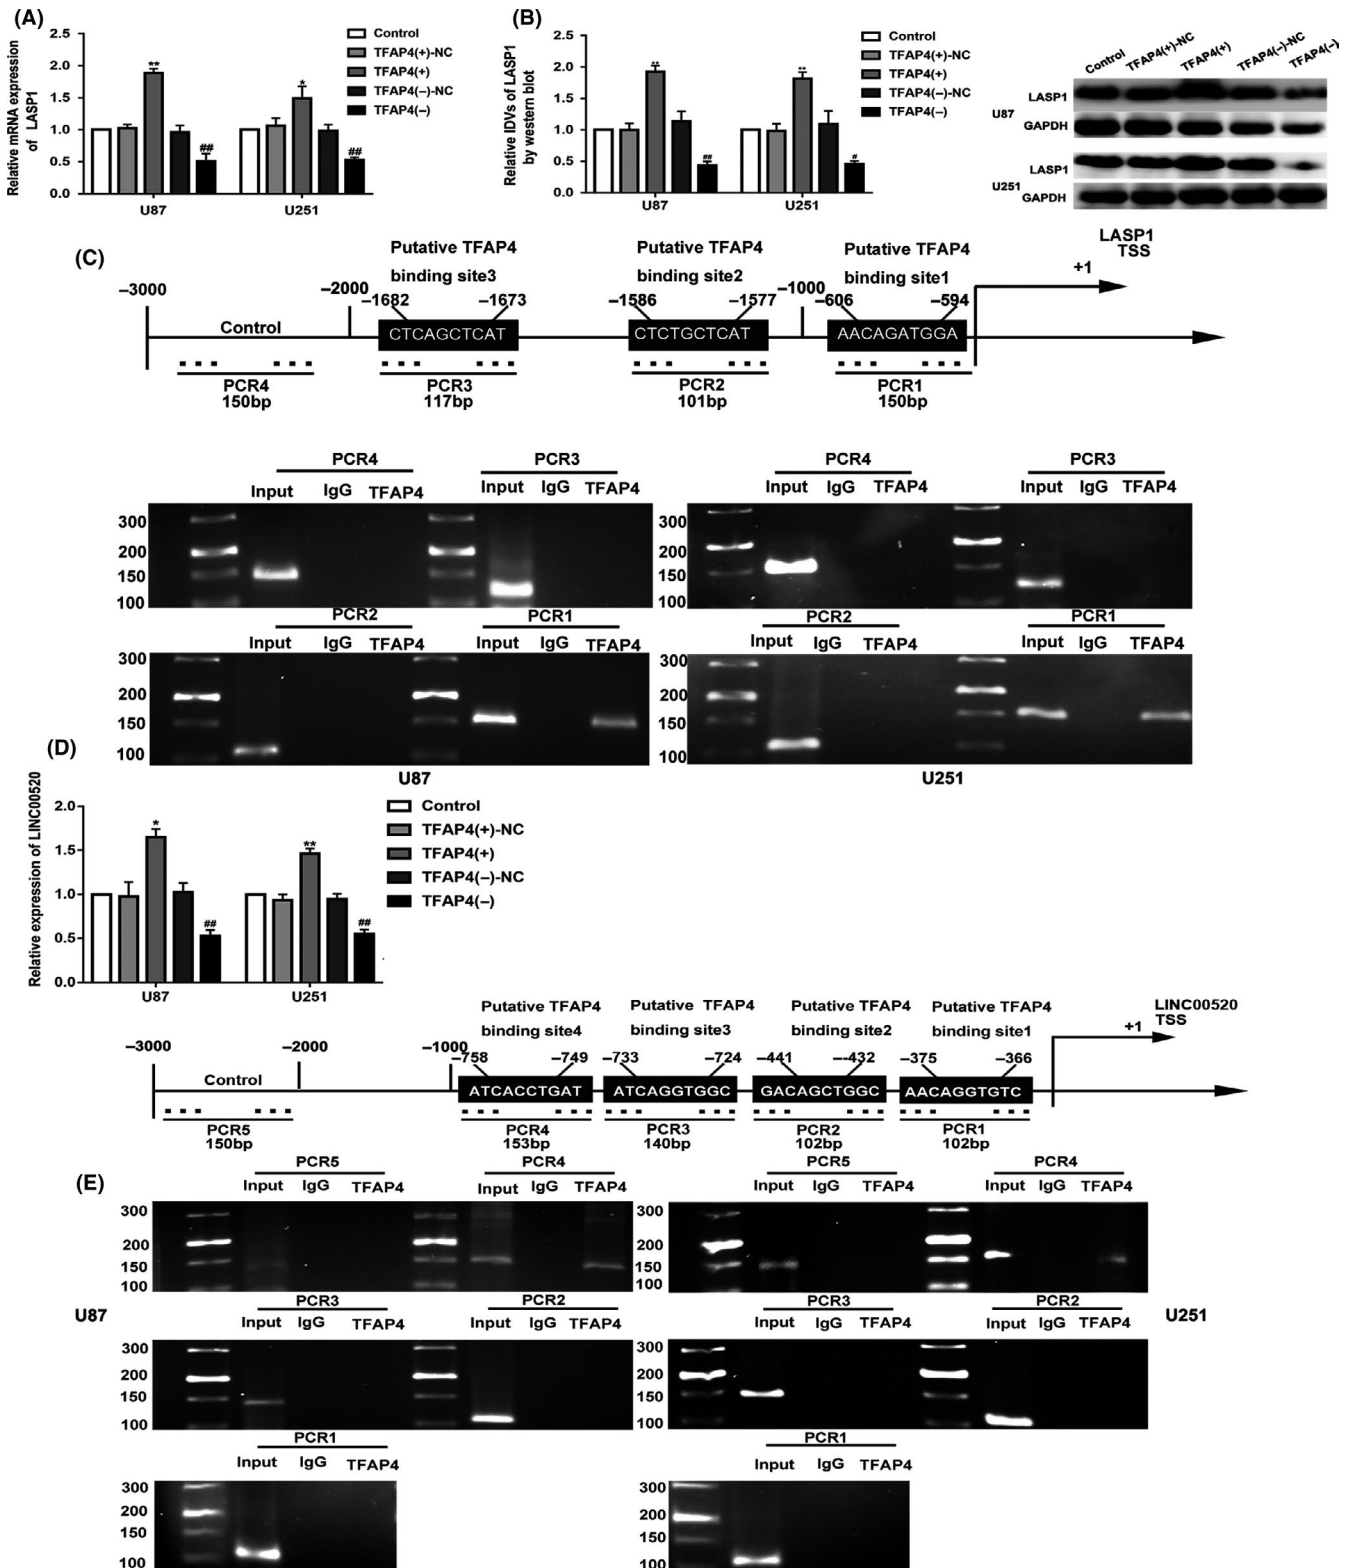 (A)
Relative mRNA expression
of LASP1
2.5
2.0
1.5
1.0
0.5
0.0
**
##
*
##
U87
U251
Control
TFAP4(+)-NC
TFAP4(+)
TFAP4(−)-NC
TFAP4(−)
(B)
Relative IDVs of LASP1
by western blot
2.5
2.0
1.5
1.0
0.5
0.0
**
##
**
#
U87
U251
Control
TFAP4(+)-NC
TFAP4(+)
TFAP4(−)-NC
TFAP4(−)
Control
TFAP4(+)-NC
TFAP4(+)
TFAP4(−)-NC
TFAP4(−)
LASP1
U87
GAPDH
LASP1
U251
GAPDH
(C)
Putative TFAP4
binding site3
Putative TFAP4
binding site2
Putative TFAP4
binding site1
LASP1
TSS
+1
−3000
−2000
−1682
−1673
−1586
−1577
−1000
−606
−594
Control
CTCAGCTCAT
CTCTGCTCAT
AACAGATGGA
PCR4
150bp
PCR3
117bp
PCR2
101bp
PCR1
150bp
PCR4
Input IgG TFAP4
PCR3
Input IgG TFAP4
PCR4
Input IgG TFAP4
PCR3
Input IgG TFAP4
300
200
150
100
300
200
150
100
PCR2
Input IgG TFAP4
PCR1
Input IgG TFAP4
PCR2
Input IgG TFAP4
PCR1
Input IgG TFAP4
300
200
150
100
300
200
150
100
U87
U251
(D)
Relative expression of LINC00520
2.0
1.5
1.0
0.5
0.0
*
##
**
##
U87
U251
Control
TFAP4(+)-NC
TFAP4(+)
TFAP4(−)-NC
TFAP4(−)
Putative TFAP4
binding site4
Putative TFAP4
binding site3
Putative TFAP4
binding site2
Putative TFAP4
binding site1
LINC00520
TSS
+1
−3000
−2000
−1000
−758
−749
−733
−724
−441
−-432
−375
−366
Control
ATCACCTGAT
ATCAGGTGGC
GACAGCTGGC
AACAGGTGTC
PCR5
150bp
PCR4
153bp
PCR3
140bp
PCR2
102bp
PCR1
102bp
(E)
PCR5
Input IgG TFAP4
PCR4
Input IgG TFAP4
PCR5
Input IgG TFAP4
PCR4
Input IgG TFAP4
300
200
150
100
300
200
150
100
U87
U251
PCR3
Input IgG TFAP4
PCR2
Input IgG TFAP4
PCR3
Input IgG TFAP4
PCR2
Input IgG TFAP4
300
200
150
100
300
200
150
100
PCR1
Input IgG TFAP4
PCR1
Input IgG TFAP4
300
200
150
100
300
200
150
100